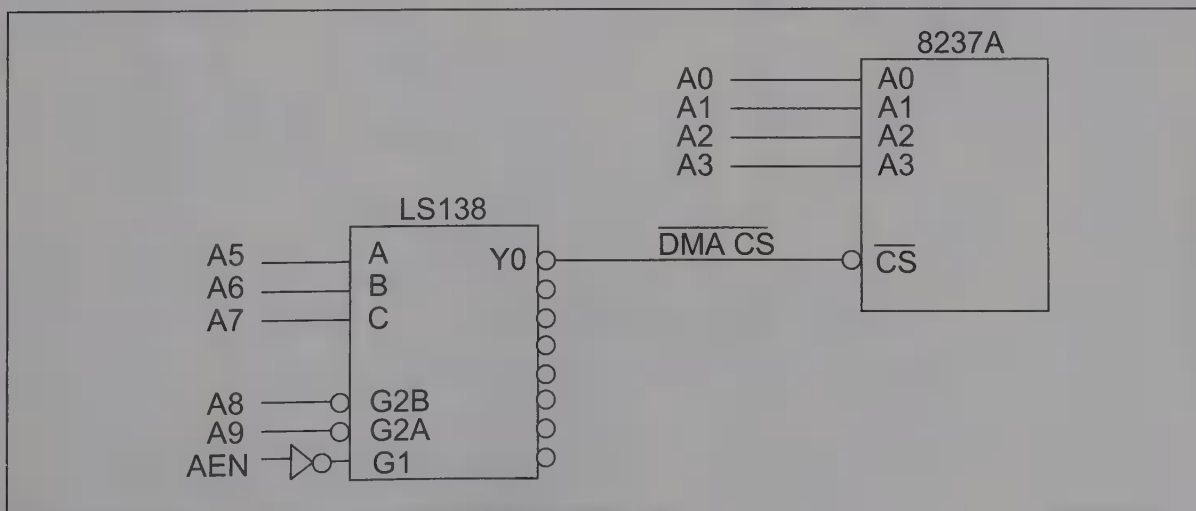 8237A
A0 A0
A1 A1
A2 A2
A3 A3
LS138
DMA CS
A5 A Y0
CS
A6 B
A7 C
A8 G2B
A9 G2A
AEN G1